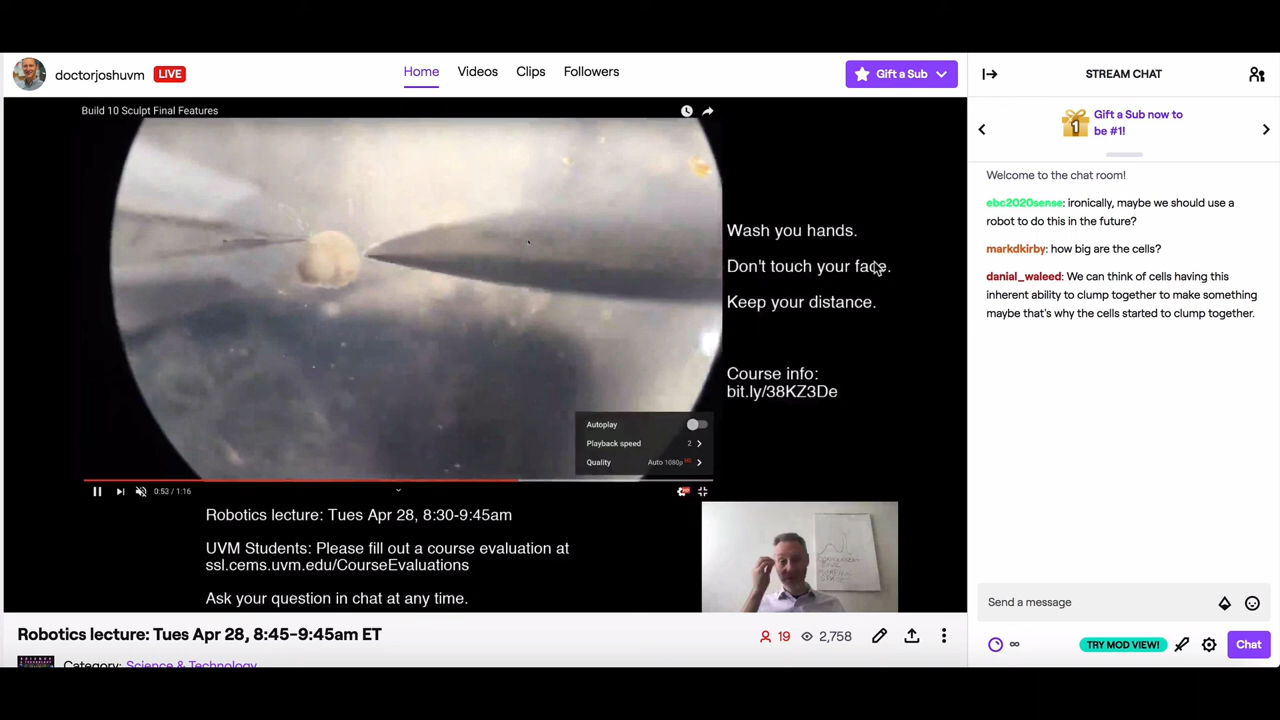 doctorjoshuvm
LIVE
Home
Videos
Clips
Followers
Gift a Sub
STREAM CHAT
Build 10 Sculpt Final Features
Gift a Sub now to
be #1!
1
Welcome to the chat room!
ebc2020sense: ironically, maybe we should use a
robot to do this in the future?
markdkirby: how big are the cells?
danial_waleed: We can think of cells having this
inherent ability to clump together to make something
maybe that's why the cells started to clump together.
Wash you hands.
Don't touch your face.
Keep your distance.
Course info:
bit.ly/38KZ3De
Autoplay
Playback speed 2
Quality Auto 1080p HD
0:53 / 1:16
Robotics lecture: Tues Apr 28, 8:30-9:45am
UVM Students: Please fill out a course evaluation at
ssl.cems.uvm.edu/CourseEvaluations
Ask your question in chat at any time.
Send a message
Robotics lecture: Tues Apr 28, 8:45-9:45am ET
19
2,758
TRY MOD VIEW!
Chat
Category: Science & Technology